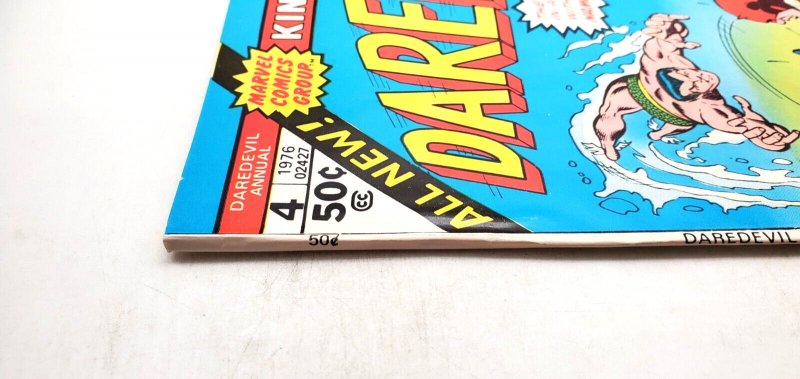 KIN
MARVEL
COMICS
GROUP
DAREDEVIL
ANNUAL
4
1976
02427
50¢
CC
ALL NEW!
DARE
50¢
DAREDEVIL